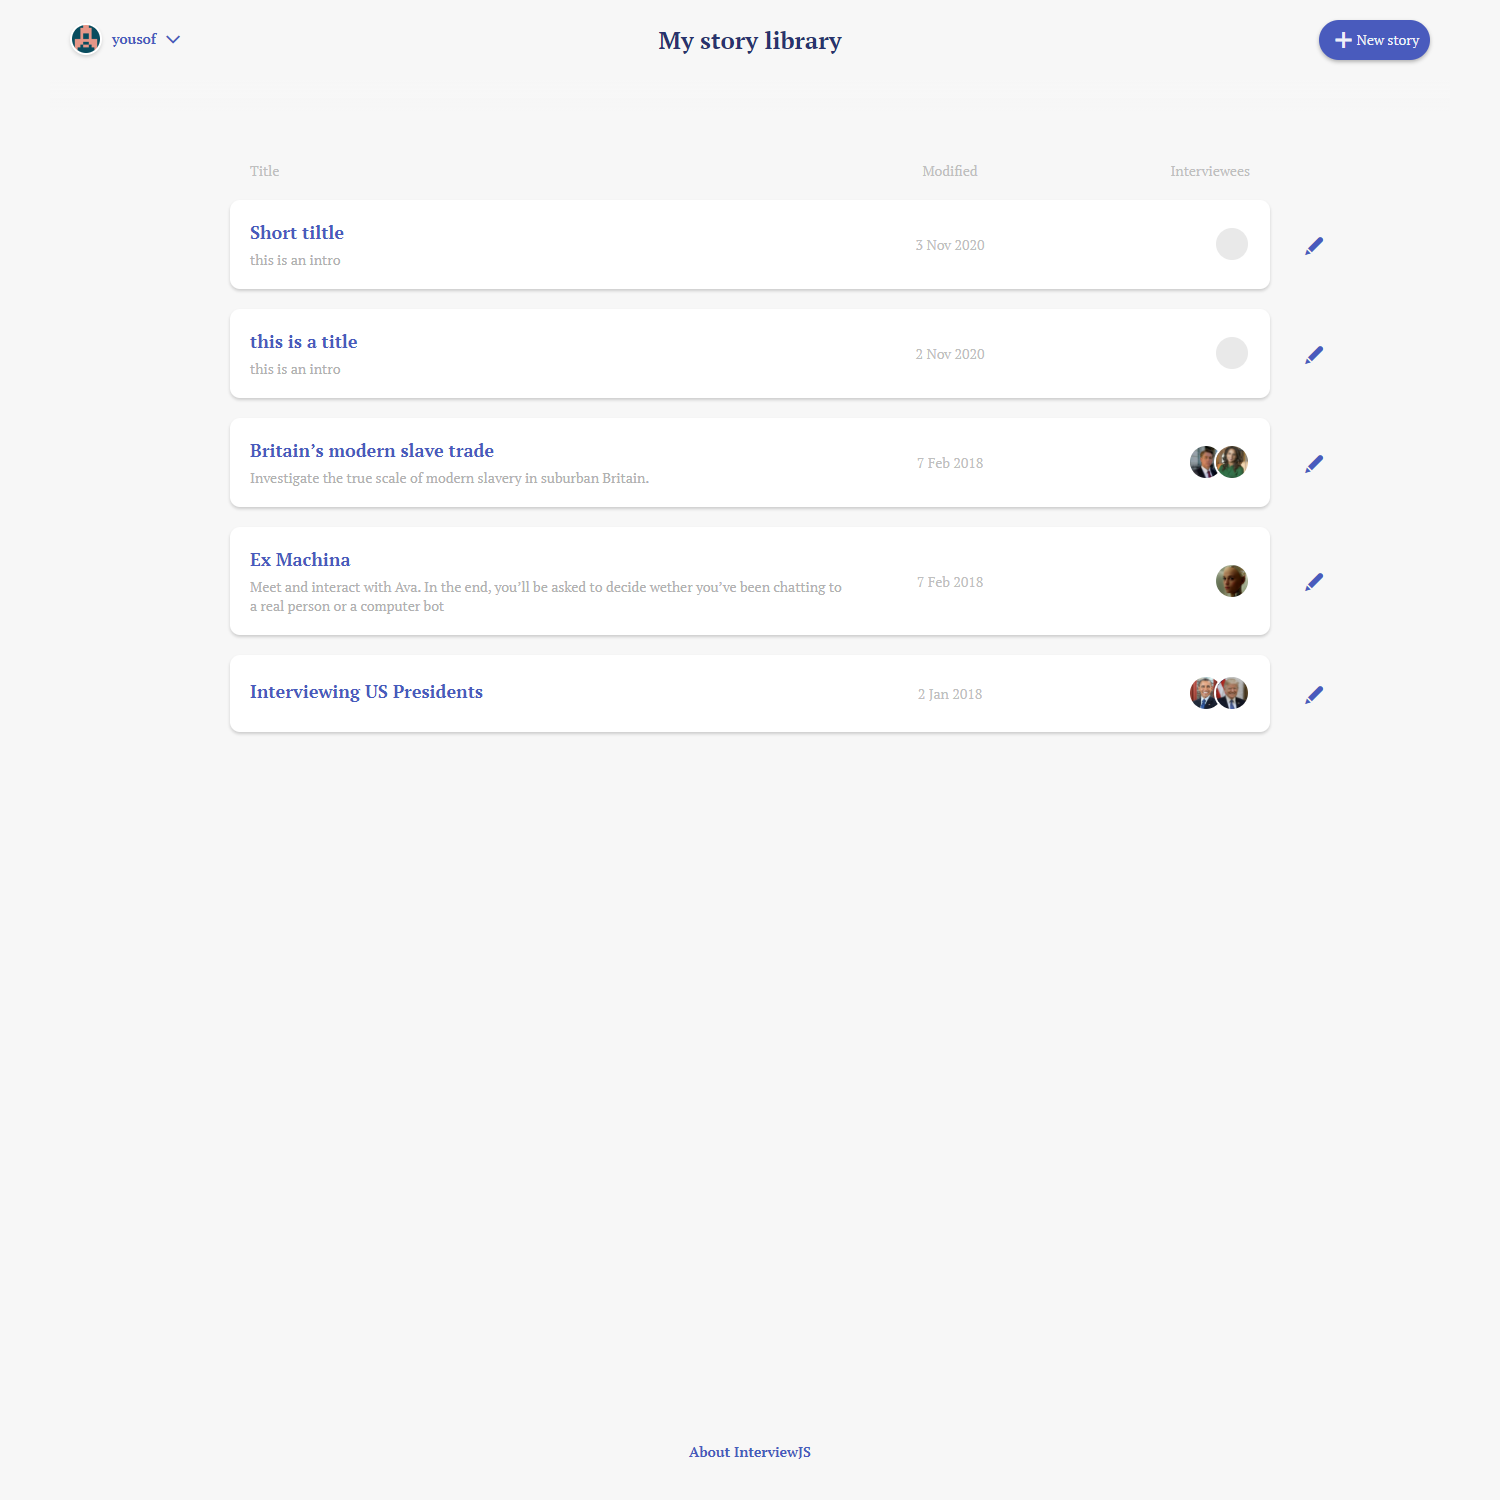 yousof
My story library
New story
Title
Modified
Interviewees
Short tiltle
this is an intro
3 Nov 2020
this is a title
this is an intro
2 Nov 2020
Britain’s modern slave trade
Investigate the true scale of modern slavery in suburban Britain.
7 Feb 2018
Ex Machina
Meet and interact with Ava. In the end, you’ll be asked to decide wether you’ve been chatting to
a real person or a computer bot
7 Feb 2018
Interviewing US Presidents
2 Jan 2018
About InterviewJS